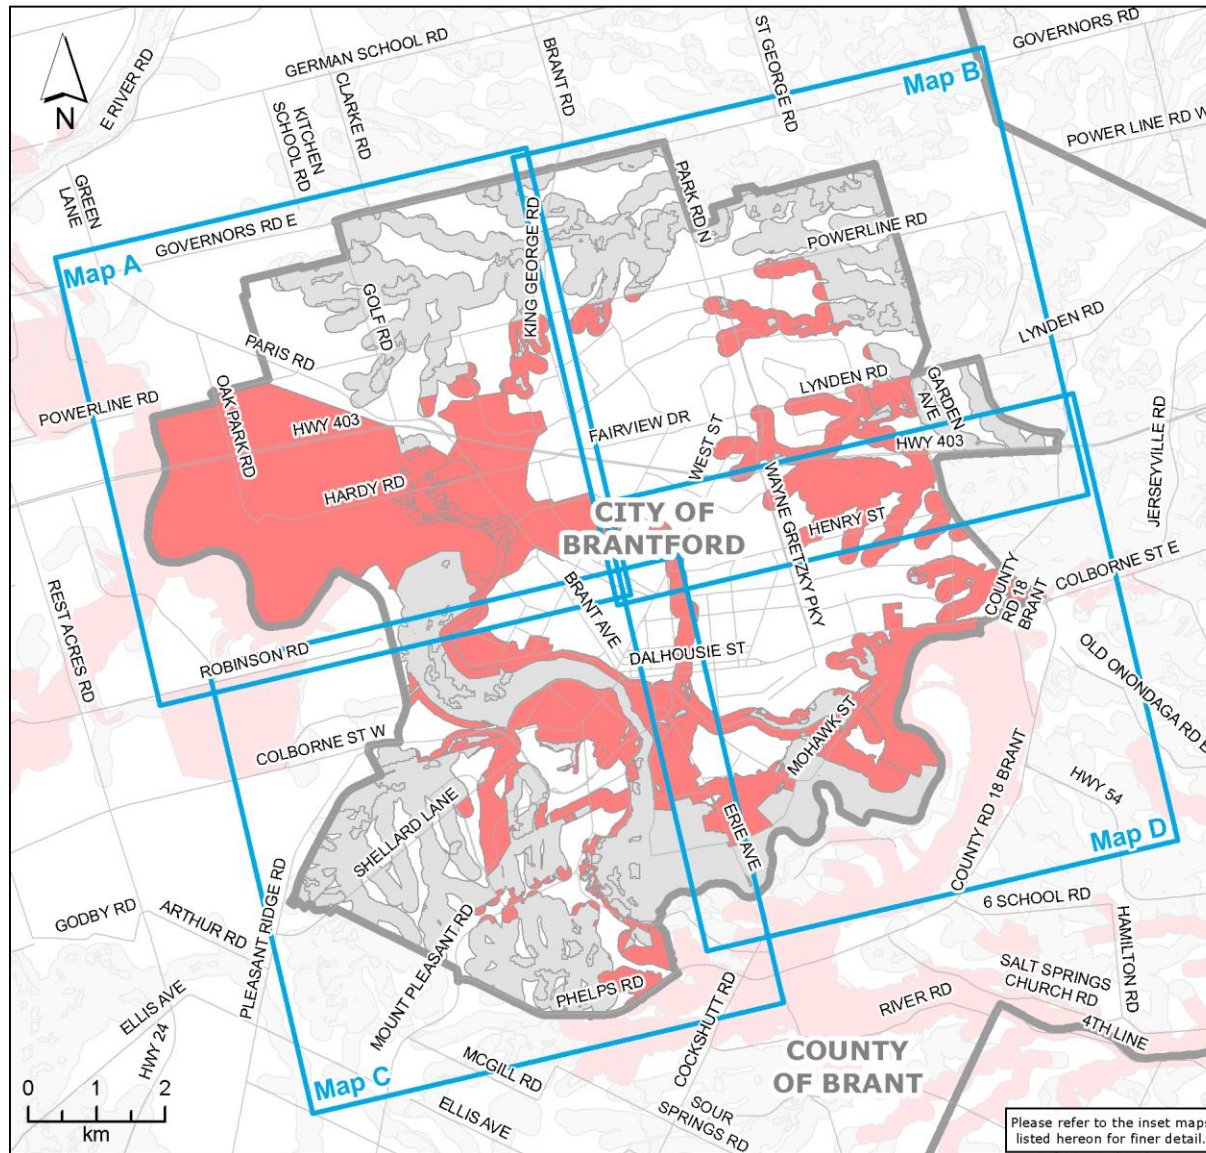 GOVERNORS RD
Map B
BRANT RD
ST GEORGE RD
GERMAN SCHOOL RD
E RIVER RD
N
CLARKE RD
KITCHEN
SCHOOL RD
POWER LINE RD W
GREEN
LANE
GOVERNORS RD E
Map A
KING GEORGE RD
PARK RD N
POWERLINE RD
GOLF RD
LYNDEN RD
PARIS RD
OAK PARK RD
LYNDEN RD
GARDEN
AVE
POWERLINE RD
HWY 403
FAIRVIEW DR
WEST ST
HWY 403
JERSEYVILLE RD
HARDY RD
WAYNE GRETZKY PKY
CITY OF
BRANTFORD
HENRY ST
REST ACRES RD
BRANT AVE
COUNTY
RD 18
BRANT
COLBORNE ST E
ROBINSON RD
DALHOUSIE ST
OLD ONONDAGA RD E
COLBORNE ST W
MOHAWK ST
COUNTY RD 18 BRANT
HWY 54
SHELLARD LANE
ERIE AVE
Map D
PLEASANT RIDGE RD
GODBY RD
ARTHUR RD
MOUNT PLEASANT RD
6 SCHOOL RD
HAMILTON RD
PHELPS RD
COCKSHUTT RD
SALT SPRINGS
CHURCH RD
RIVER RD
4TH LINE
ELLIS AVE
HWY 24
MCGILL RD
COUNTY
OF BRANT
Map C
0 1 2
km
ELLIS AVE
SOUR
SPRINGS RD
Please refer to the inset maps
listed hereon for finer detail.